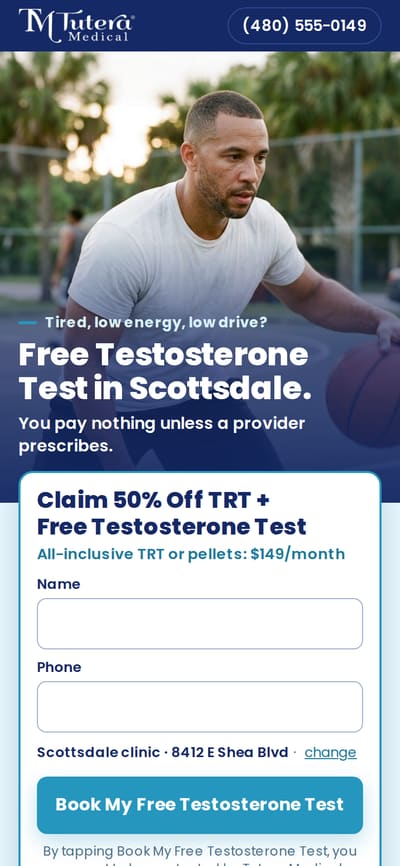 Tutera®
Medical
(480) 555-0149
Tired, low energy, low drive?
Free Testosterone
Test in Scottsdale.
You pay nothing unless a provider
prescribes.
Claim 50% Off TRT +
Free Testosterone Test
All-inclusive TRT or pellets: $149/month
Name
Phone
Scottsdale clinic · 8412 E Shea Blvd · change
Book My Free Testosterone Test
By tapping Book My Free Testosterone Test, you